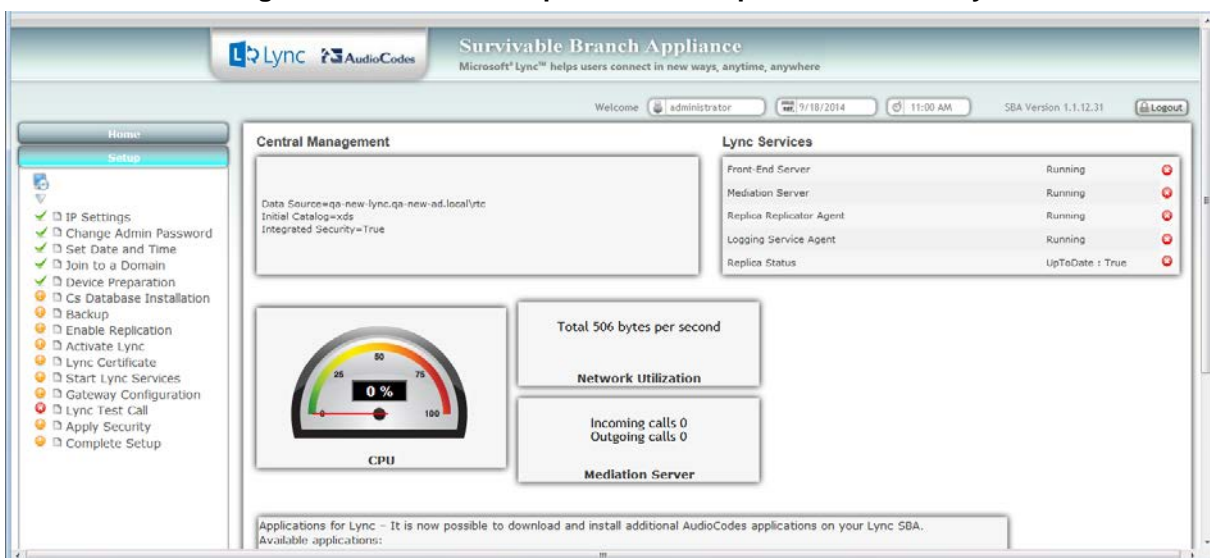 Lync AudioCodes
Survivable Branch Appliance
Microsoft® Lync™ helps users connect in new ways, anytime, anywhere
Welcome administrator 9/18/2014 11:00 AM SBA Version 1.1.12.31 Logout
Home
Setup
IP Settings
Change Admin Password
Set Date and Time
Join to a Domain
Device Preparation
Cs Database Installation
Backup
Enable Replication
Activate Lync
Lync Certificate
Start Lync Services
Gateway Configuration
Lync Test Call
Apply Security
Complete Setup
Central Management
Data Source=qa-new-lync.qa-new-ad.local\rtc
Initial Catalog=xds
Integrated Security=True
Lync Services
Front-End Server Running
Mediation Server Running
Replica Replicator Agent Running
Logging Service Agent Running
Replica Status UpToDate : True
0 25 50 75 100
0 %
CPU
Total 506 bytes per second
Network Utilization
Incoming calls 0
Outgoing calls 0
Mediation Server
Applications for Lync - It is now possible to download and install additional AudioCodes applications on your Lync SBA.
Available applications: